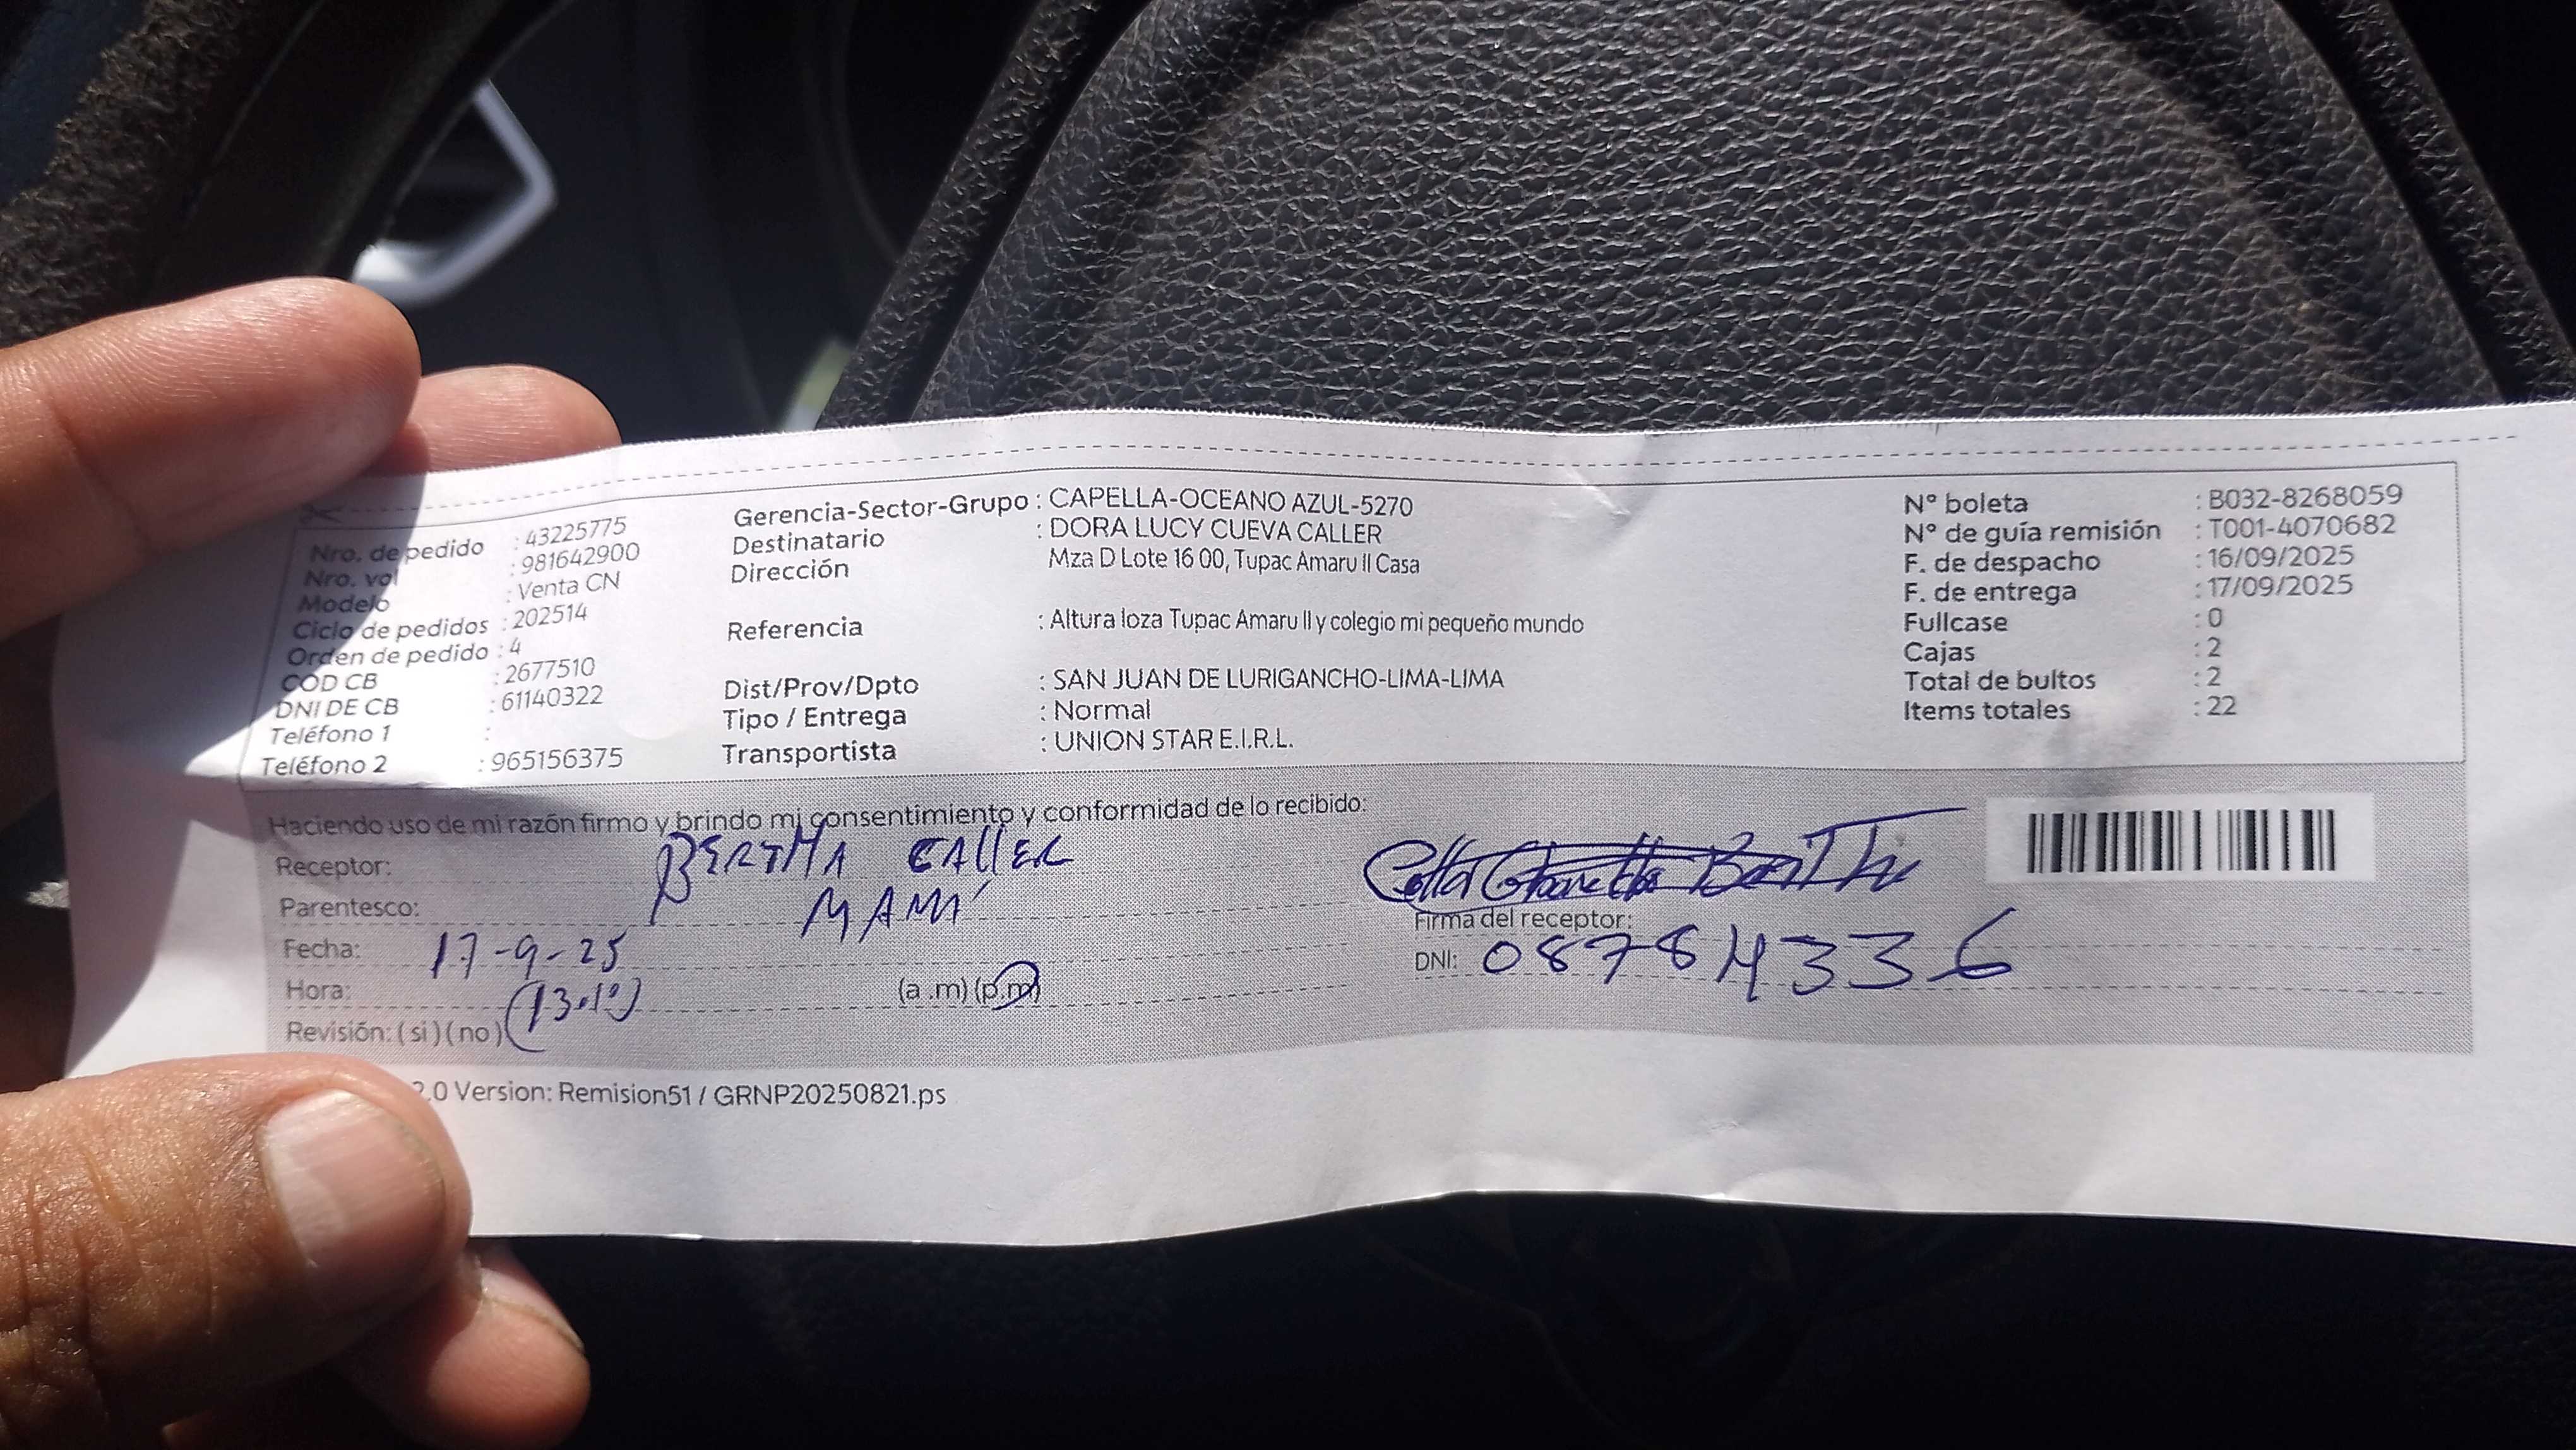 Nro. de pedido : 43225775
Nro. vol : 981642900
Modelo : Venta CN
Ciclo de pedidos : 202514
Orden de pedido : 4
COD CB : 2677510
DNI DE CB : 61140322
Teléfono 1 :
Teléfono 2 : 965156375
Gerencia-Sector-Grupo : CAPELLA-OCEANO AZUL-5270
Destinatario : DORA LUCY CUEVA CALLER
Dirección Mza D Lote 16 00, Tupac Amaru II Casa
Referencia : Altura loza Tupac Amaru II y colegio mi pequeño mundo
Dist/Prov/Dpto : SAN JUAN DE LURIGANCHO-LIMA-LIMA
Tipo / Entrega : Normal
Transportista : UNION STAR E.I.R.L.
N° boleta : B032-8268059
N° de guía remisión : T001-4070682
F. de despacho : 16/09/2025
F. de entrega : 17/09/2025
Fullcase : 0
Cajas : 2
Total de bultos : 2
Items totales : 22
Haciendo uso de mi razón firmo y brindo mi consentimiento y conformidad de lo recibido:
Receptor: BERTHA CALLER
Parentesco: MAMÁ
Fecha: 17-9-25
Hora: (13.10) (a .m) (p.m)
Revisión: ( si ) ( no )
Firma del receptor:
DNI: 08784336
2.0 Version: Remision51 / GRNP20250821.ps